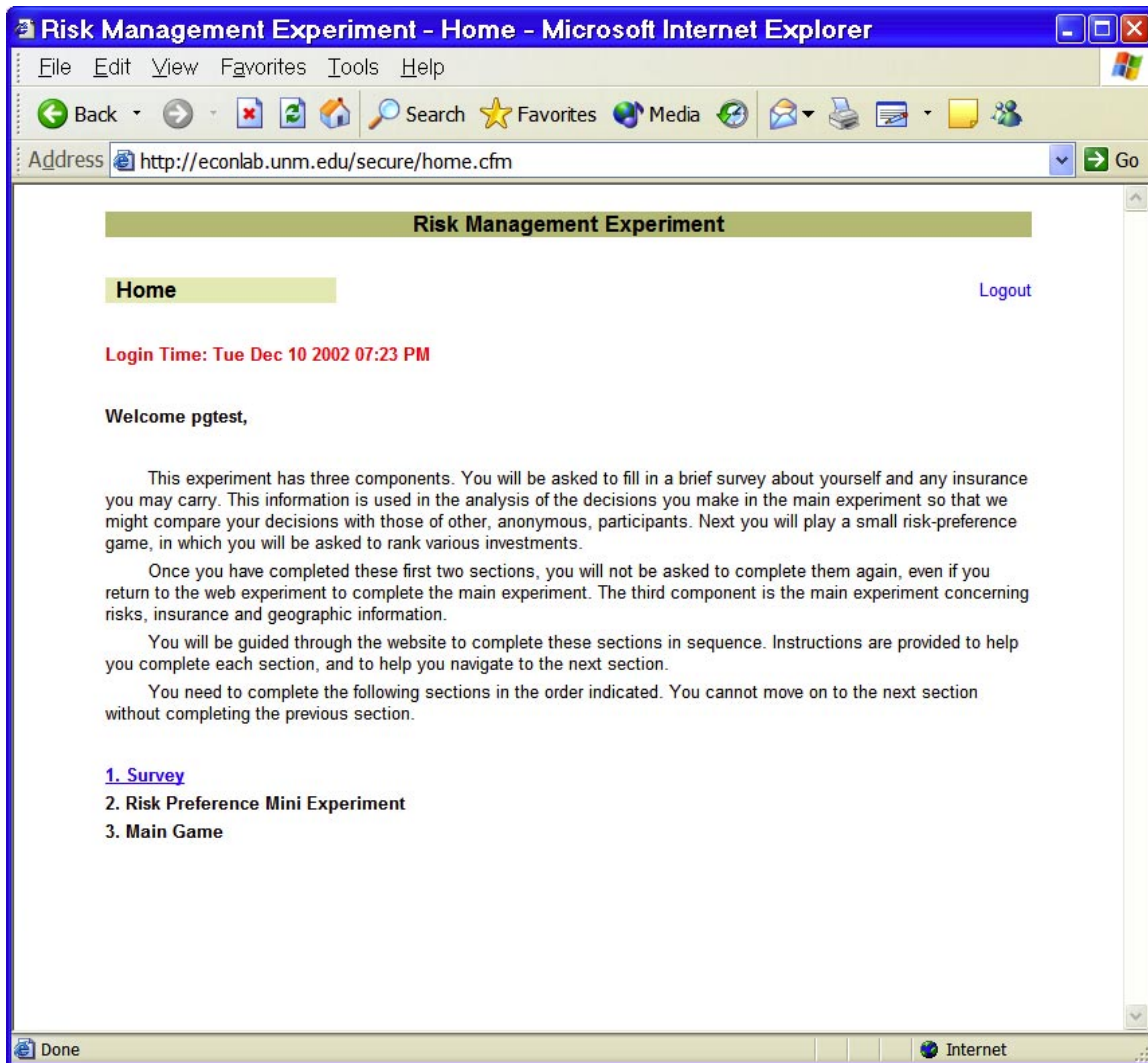 Risk Management Experiment - Home - Microsoft Internet Explorer
File Edit View Favorites Tools Help
Back Search Favorites Media
Address http://econlab.unm.edu/secure/home.cfm Go
Risk Management Experiment
Home Logout
Login Time: Tue Dec 10 2002 07:23 PM
Welcome pgtest,
This experiment has three components. You will be asked to fill in a brief survey about yourself and any insurance
you may carry. This information is used in the analysis of the decisions you make in the main experiment so that we
might compare your decisions with those of other, anonymous, participants. Next you will play a small risk-preference
game, in which you will be asked to rank various investments.
Once you have completed these first two sections, you will not be asked to complete them again, even if you
return to the web experiment to complete the main experiment. The third component is the main experiment concerning
risks, insurance and geographic information.
You will be guided through the website to complete these sections in sequence. Instructions are provided to help
you complete each section, and to help you navigate to the next section.
You need to complete the following sections in the order indicated. You cannot move on to the next section
without completing the previous section.
1. Survey
2. Risk Preference Mini Experiment
3. Main Game
Done Internet